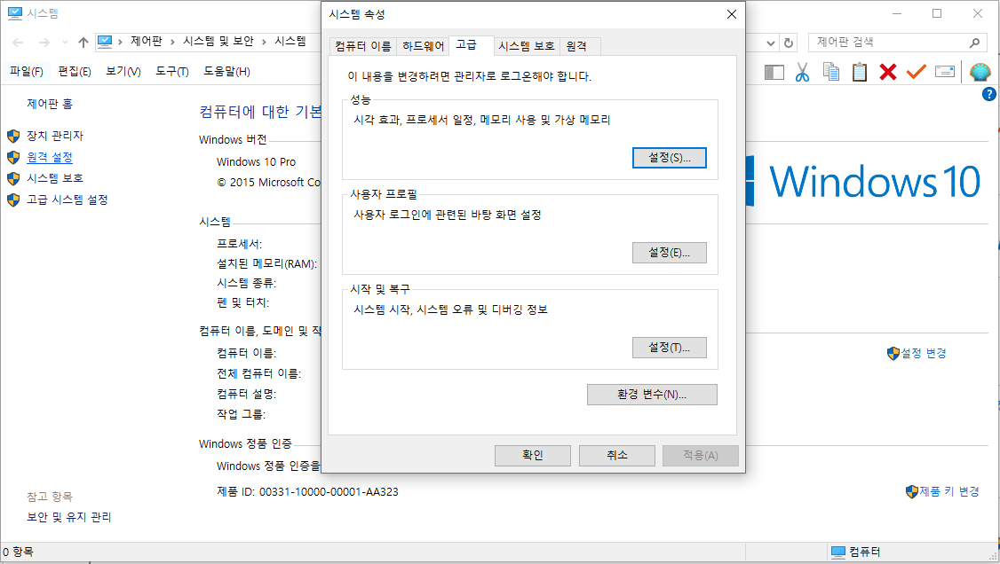 시스템
제어판 > 시스템 및 보안 > 시스템
제어판 검색
파일(F) 편집(E) 보기(V) 도구(T) 도움말(H)
제어판 홈
장치 관리자
원격 설정
시스템 보호
고급 시스템 설정
참고 항목
보안 및 유지 관리
컴퓨터에 대한 기본
Windows 버전
Windows 10 Pro
© 2015 Microsoft Co
Windows 10
시스템
프로세서:
설치된 메모리(RAM):
시스템 종류:
펜 및 터치:
컴퓨터 이름, 도메인 및 작
컴퓨터 이름:
설정 변경
전체 컴퓨터 이름:
컴퓨터 설명:
작업 그룹:
Windows 정품 인증
Windows 정품 인증을
제품 ID: 00331-10000-00001-AA323
제품 키 변경
시스템 속성
컴퓨터 이름 하드웨어 고급 시스템 보호 원격
이 내용을 변경하려면 관리자로 로그온해야 합니다.
성능
시각 효과, 프로세서 일정, 메모리 사용 및 가상 메모리
설정(S)...
사용자 프로필
사용자 로그인에 관련된 바탕 화면 설정
설정(E)...
시작 및 복구
시스템 시작, 시스템 오류 및 디버깅 정보
설정(T)...
환경 변수(N)...
확인 취소 적용(A)
0 항목
컴퓨터